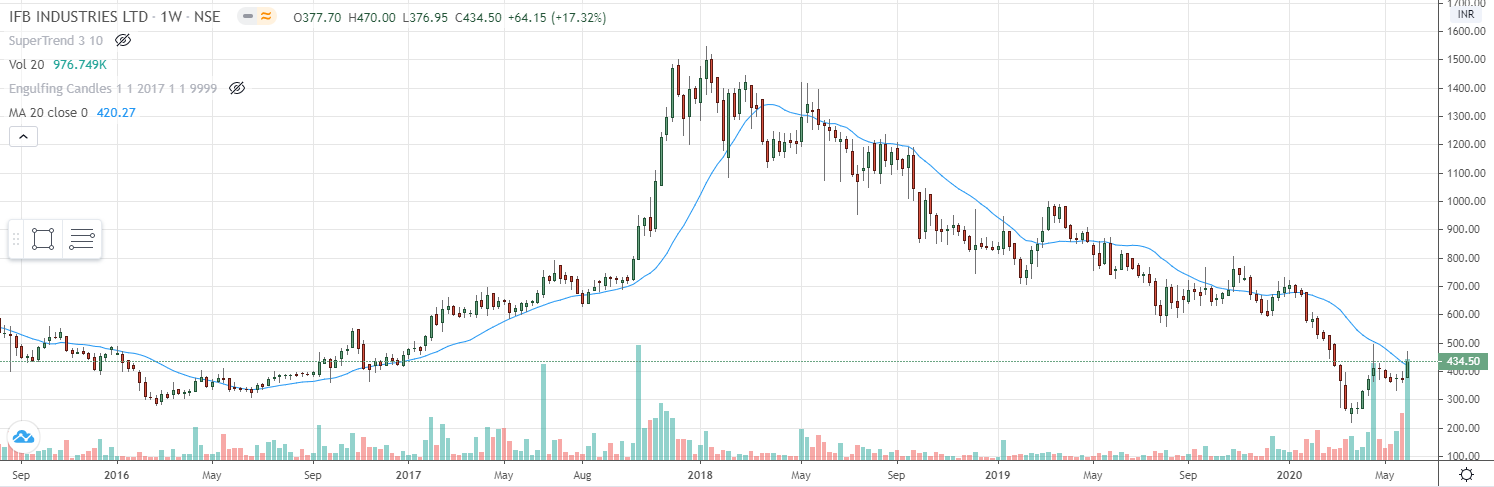 IFB INDUSTRIES LTD · 1W · NSE O377.70 H470.00 L376.95 C434.50 +64.15 (+17.32%)
SuperTrend 3 10
Vol 20 976.749K
Engulfing Candles 1 1 2017 1 1 9999
MA 20 close 0 420.27
1700.00
INR
1600.00
1500.00
1400.00
1300.00
1200.00
1100.00
1000.00
900.00
800.00
700.00
600.00
500.00
434.50
400.00
300.00
200.00
100.00
Sep 2016 May Sep 2017 May Aug 2018 May Sep 2019 May Sep 2020 May